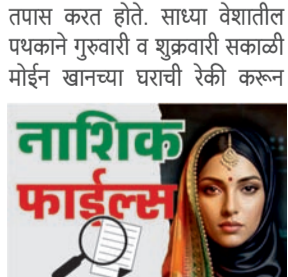 तपास करत होते. साध्या वेशातील
पथकाने गुरुवारी व शुक्रवारी सकाळी
मोईन खानच्या घराची रेकी करून
नाशिक
फाईल्स